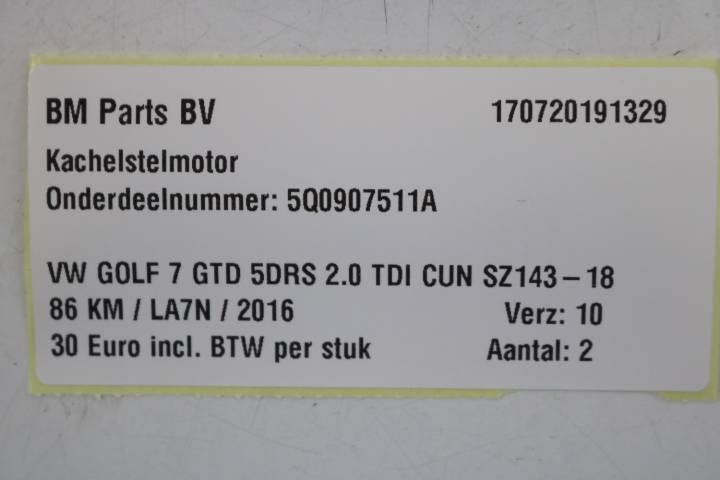 BM Parts BV 170720191329
Kachelstelmotor
Onderdeelnummer: 5Q0907511A
VW GOLF 7 GTD 5DRS 2.0 TDI CUN SZ143-18
86 KM / LA7N / 2016 Verz: 10
30 Euro incl. BTW per stuk Aantal: 2